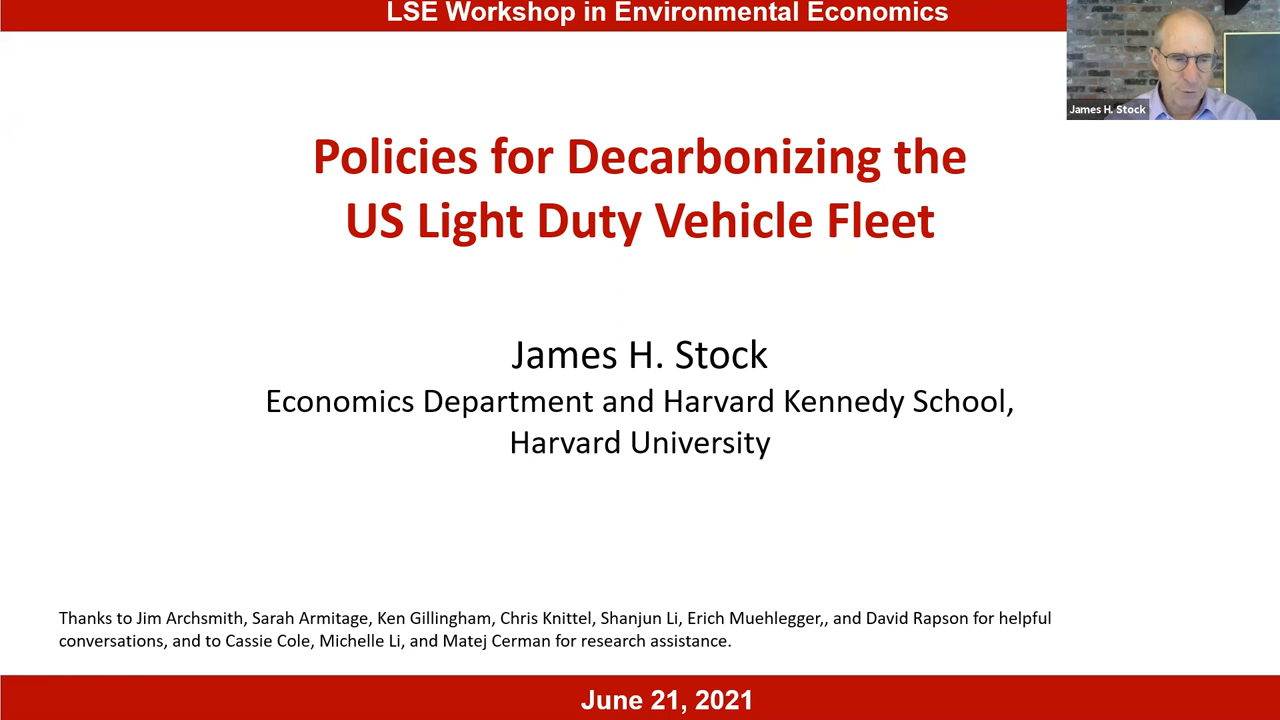 LSE Workshop in Environmental Economics
James H. Stock
Policies for Decarbonizing the
US Light Duty Vehicle Fleet
James H. Stock
Economics Department and Harvard Kennedy School,
Harvard University
Thanks to Jim Archsmith, Sarah Armitage, Ken Gillingham, Chris Knittel, Shanjun Li, Erich Muehlegger,, and David Rapson for helpful
conversations, and to Cassie Cole, Michelle Li, and Matej Cerman for research assistance.
June 21, 2021